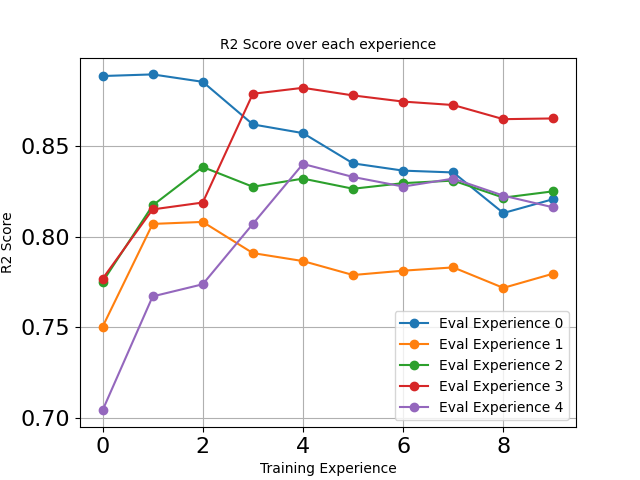 R2 Score over each experience
R2 Score
0.85
0.80
0.75
0.70
0 2 4 6 8
Training Experience
Eval Experience 0
Eval Experience 1
Eval Experience 2
Eval Experience 3
Eval Experience 4